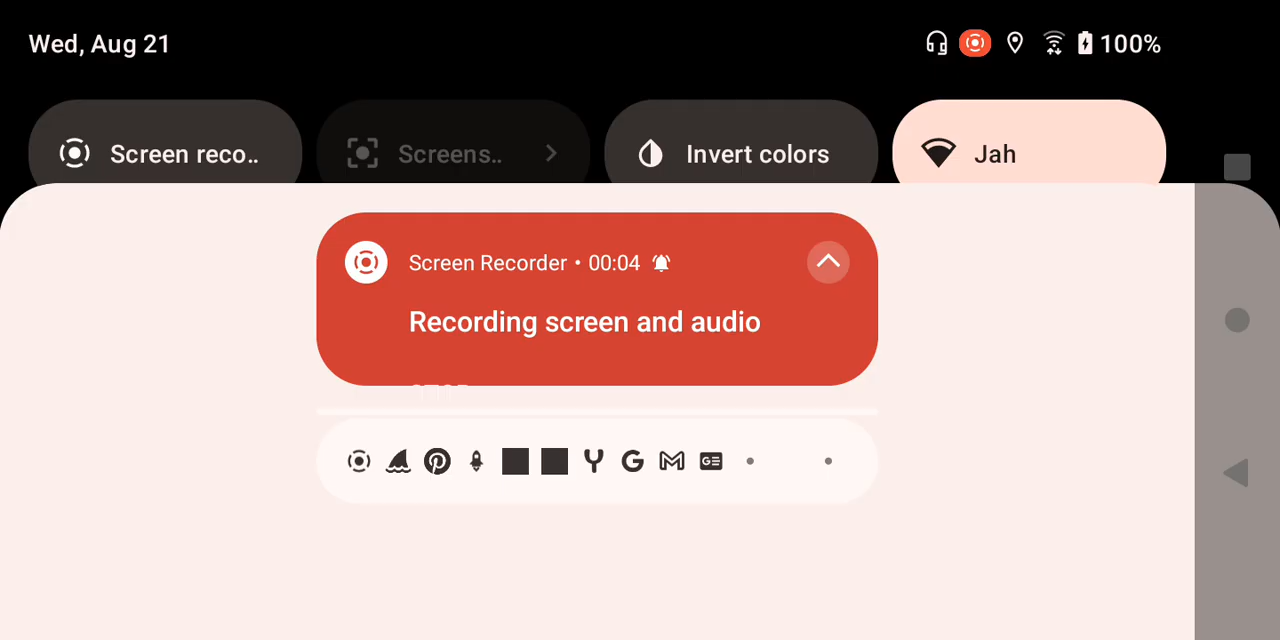 Wed, Aug 21
100%
Screen reco..
Screens..
Invert colors
Jah
Screen Recorder • 00:04
Recording screen and audio